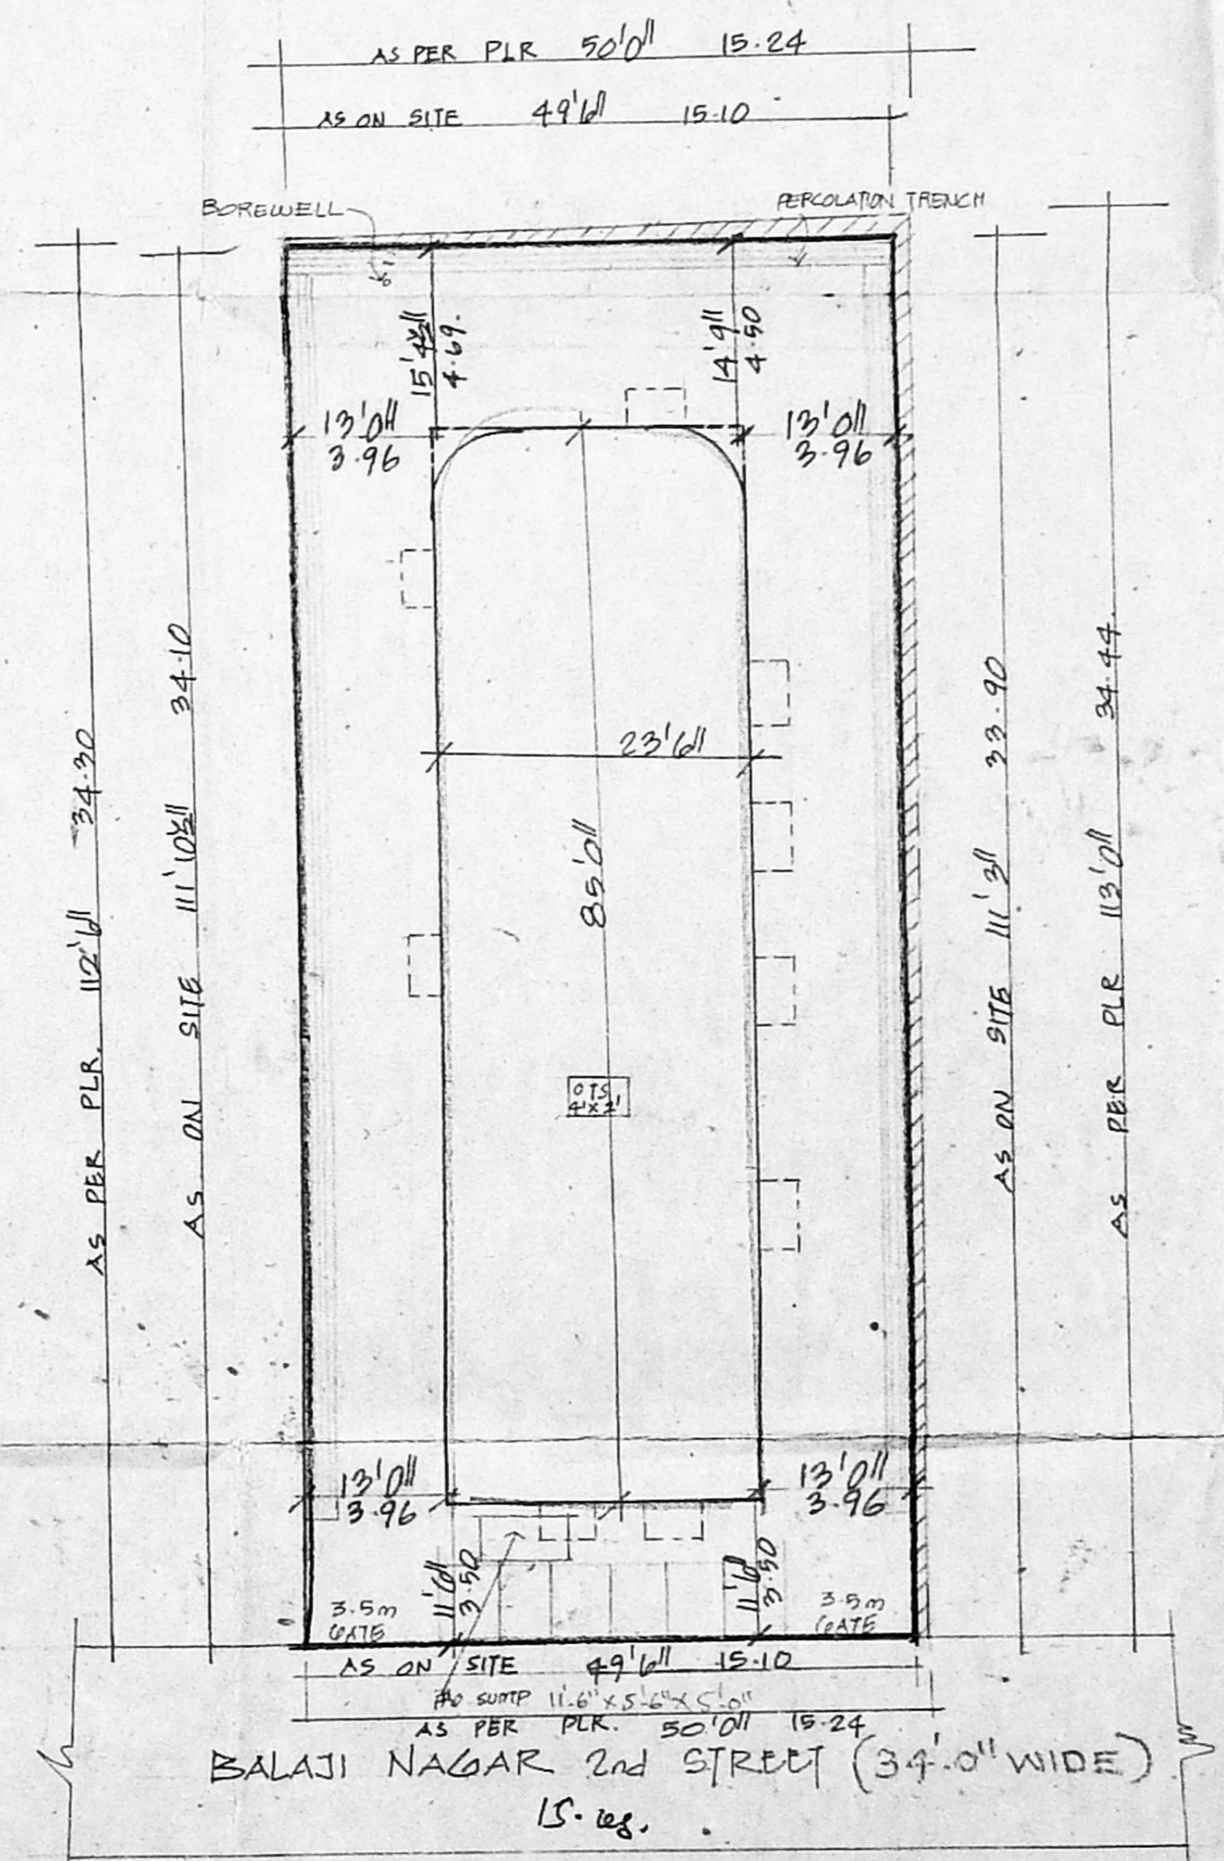 AS PER PLR 50'0" 15.24
AS ON SITE 49'6" 15.10
BOREWELL
PERCOLATION TRENCH
15'4½" 4.69.
14'9" 4.50
13'0"
3.96
13'0"
3.96
AS PER PLR. 112'6" 34.30
AS ON SITE 111'10½" 34.10
23'6"
85'0"
AS ON SITE 111'3" 33.90
AS PER PLR 113'0" 34.44.
OTS
4'X2'
13'0"
3.96
13'0"
3.96
11'6" 3.50
11'6" 3.50
3.5m
GATE
3.5m
GATE
AS ON SITE 49'6" 15.10
SUMP 11'-6" X 5'-6" X 5'-0"
AS PER PLR. 50'0" 15.24
BALAJI NAGAR 2nd STREET (34'.0" WIDE)